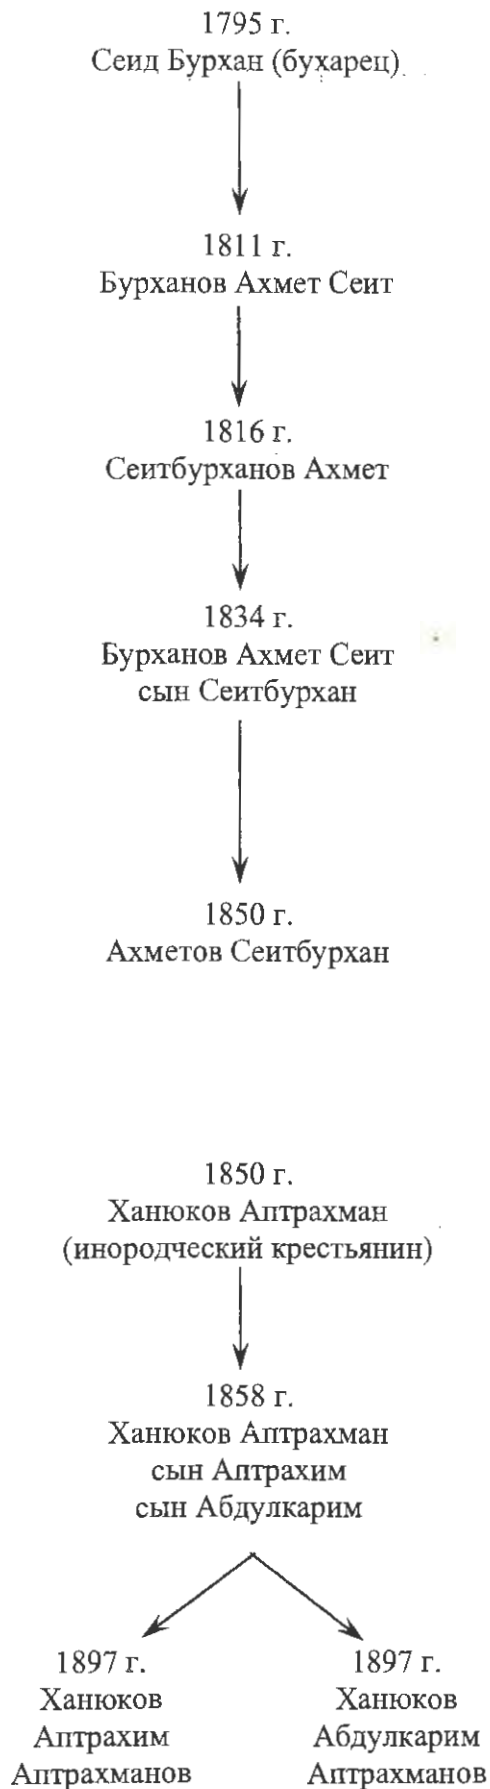 1795 г.
Сеид Бурхан (бухарец)
1811 г.
Бурханов Ахмет Сеит
1816 г.
Сеитбурханов Ахмет
1834 г.
Бурханов Ахмет Сеит
сын Сеитбурхан
1850 г.
Ахметов Сеитбурхан
1850 г.
Ханюков Аптрахман
(инородческий крестьянин)
1858 г.
Ханюков Аптрахман
сын Аптрахим
сын Абдулкарим
1897 г.
Ханюков
Аптрахим
Аптрахманов
1897 г.
Ханюков
Абдулкарим
Аптрахманов